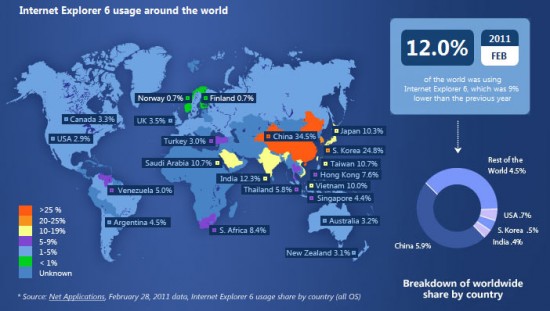 Internet Explorer 6 usage around the world
12.0%
2011
FEB
of the world was using
Internet Explorer 6, which was 9%
lower than the previous year
Norway 0.7%
Finland 0.7%
Canada 3.3%
UK 3.5%
USA 2.9%
Turkey 3.0%
China 34.5%
Japan 10.3%
S. Korea 24.8%
Saudi Arabia 10.7%
Taiwan 10.7%
India 12.3%
Hong Kong 7.6%
Venezuela 5.0%
Thailand 5.8%
Vietnam 10.0%
Singapore 4.4%
Argentina 4.5%
S. Africa 8.4%
Australia 3.2%
New Zealand 3.1%
>25 %
20-25%
10-19%
5-9%
1-5%
< 1%
Unknown
Rest of the
World 4.5%
USA .7%
S. Korea .5%
India .4%
China 5.9%
Breakdown of worldwide
share by country
* Source: Net Applications, February 28, 2011 data, Internet Explorer 6 usage share by country (all OS)